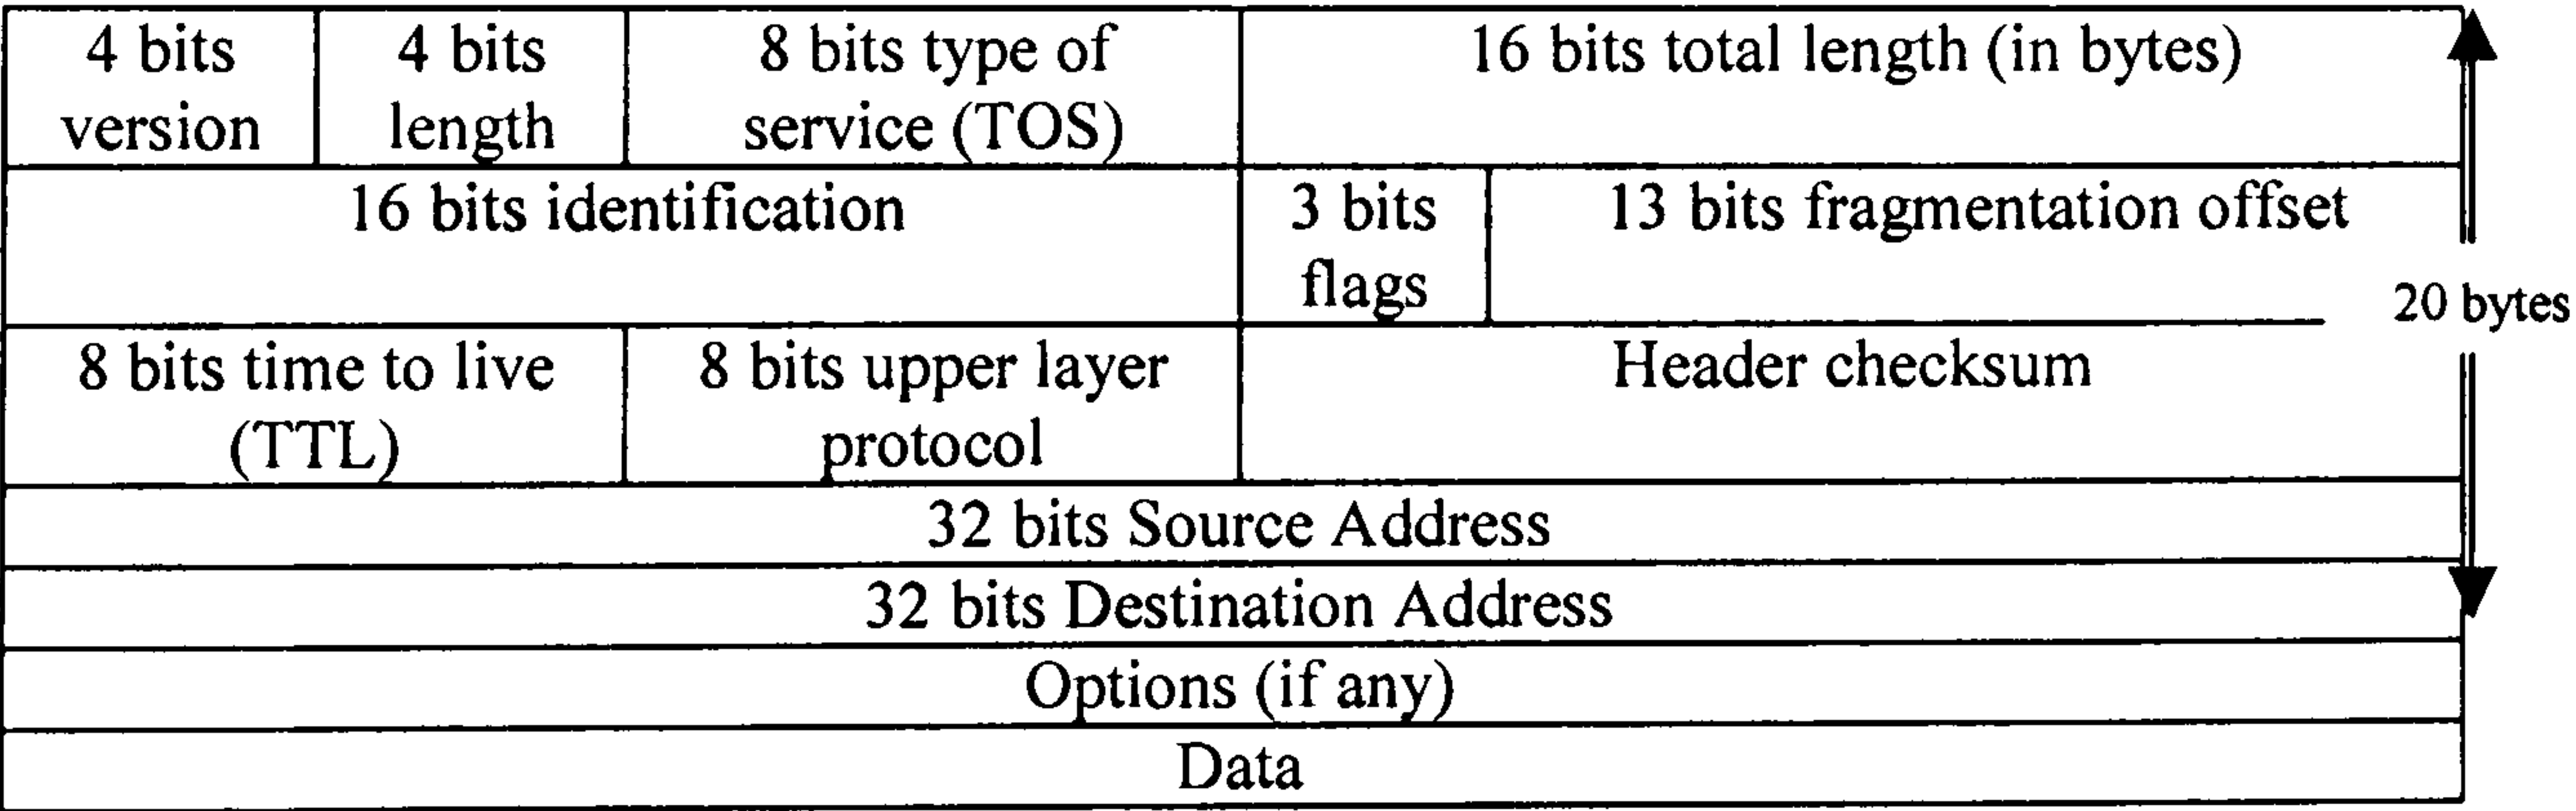 4 bits
version
4 bits
length
8 bits type of
service (TOS)
16 bits total length (in bytes)
16 bits identification
3 bits
flags
13 bits fragmentation offset
20 bytes
8 bits time to live
(TTL)
8 bits upper layer
protocol
Header checksum
32 bits Source Address
32 bits Destination Address
Options (if any)
Data